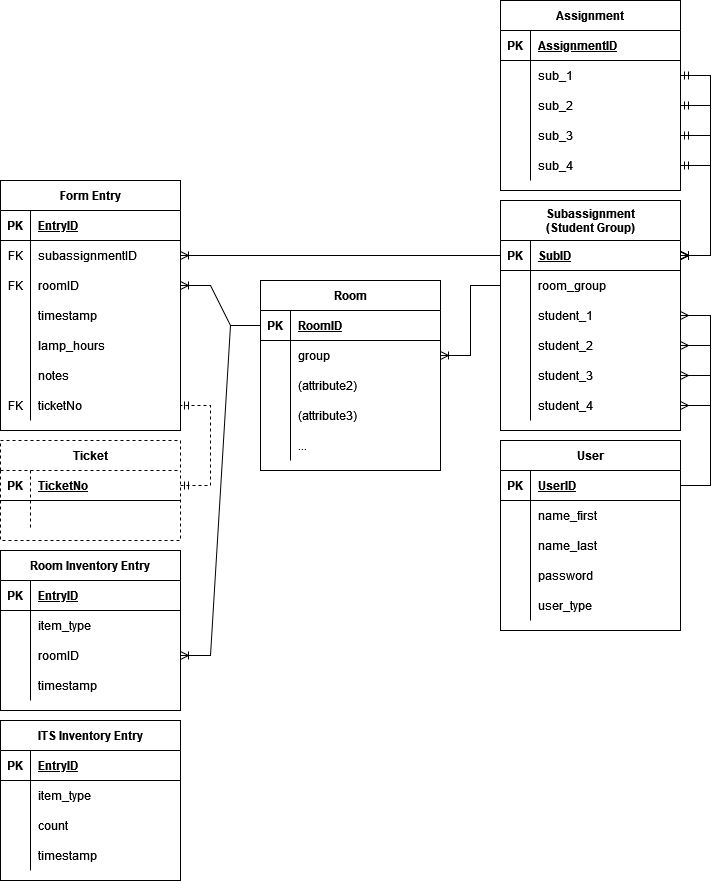 Assignment
PK AssignmentID
sub_1
sub_2
sub_3
sub_4
Form Entry
PK EntryID
FK subassignmentID
FK roomID
timestamp
lamp_hours
notes
FK ticketNo
Subassignment
(Student Group)
PK SubID
room_group
student_1
student_2
student_3
student_4
Room
PK RoomID
group
(attribute2)
(attribute3)
...
Ticket
PK TicketNo
User
PK UserID
name_first
name_last
password
user_type
Room Inventory Entry
PK EntryID
item_type
roomID
timestamp
ITS Inventory Entry
PK EntryID
item_type
count
timestamp